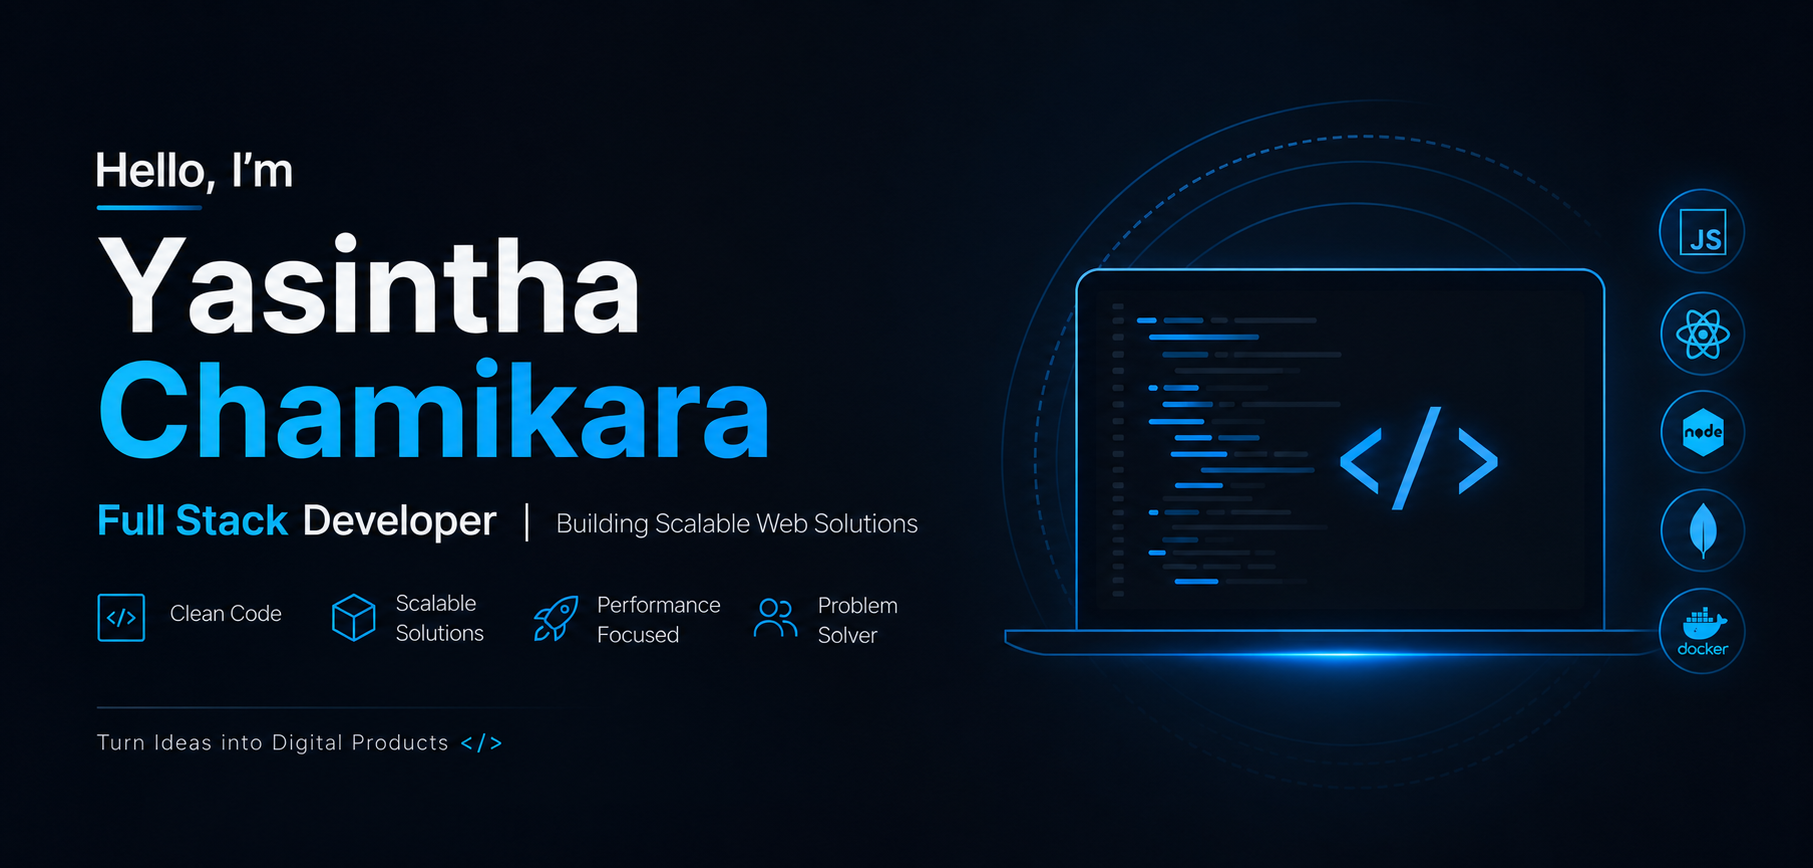 Hello, I'm
Yasintha
Chamikara
Full Stack Developer | Building Scalable Web Solutions
</> Clean Code
Scalable
Solutions
Performance
Focused
Problem
Solver
Turn Ideas into Digital Products </>
</>
JS
node
docker